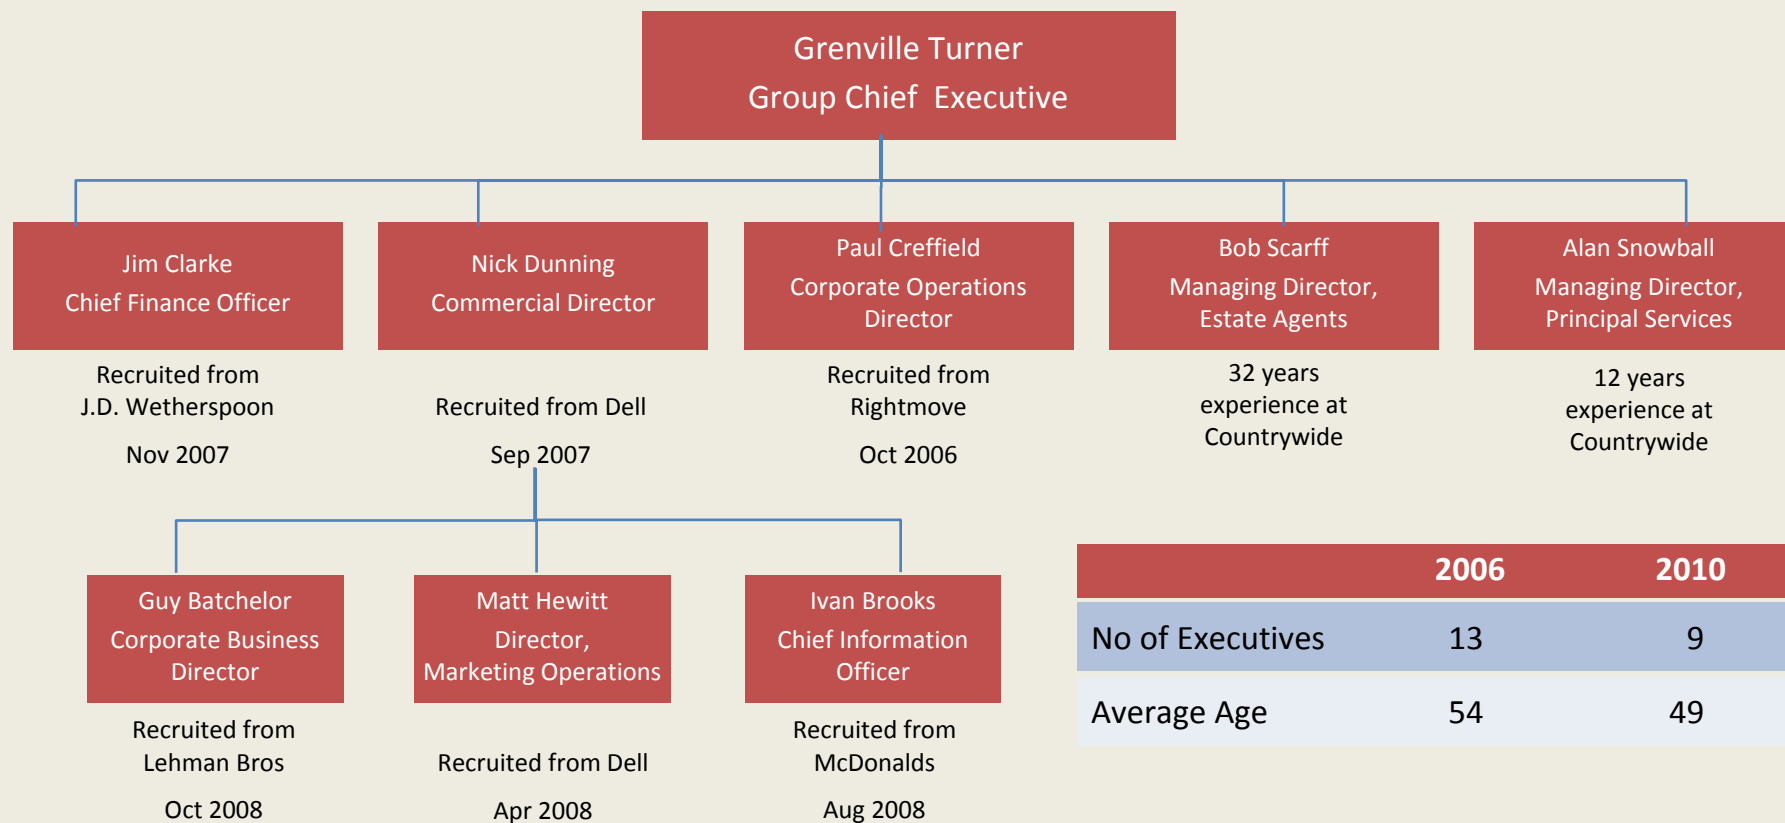 Grenville Turner
Group Chief Executive
Jim Clarke
Chief Finance Officer
Recruited from
J.D. Wetherspoon
Nov 2007
Nick Dunning
Commercial Director
Recruited from Dell
Sep 2007
Paul Creffield
Corporate Operations
Director
Recruited from
Rightmove
Oct 2006
Bob Scarff
Managing Director,
Estate Agents
32 years
experience at
Countrywide
Alan Snowball
Managing Director,
Principal Services
12 years
experience at
Countrywide
Guy Batchelor
Corporate Business
Director
Recruited from
Lehman Bros
Oct 2008
Matt Hewitt
Director,
Marketing Operations
Recruited from Dell
Apr 2008
Ivan Brooks
Chief Information
Officer
Recruited from
McDonalds
Aug 2008
2006 2010
No of Executives 13 9
Average Age 54 49